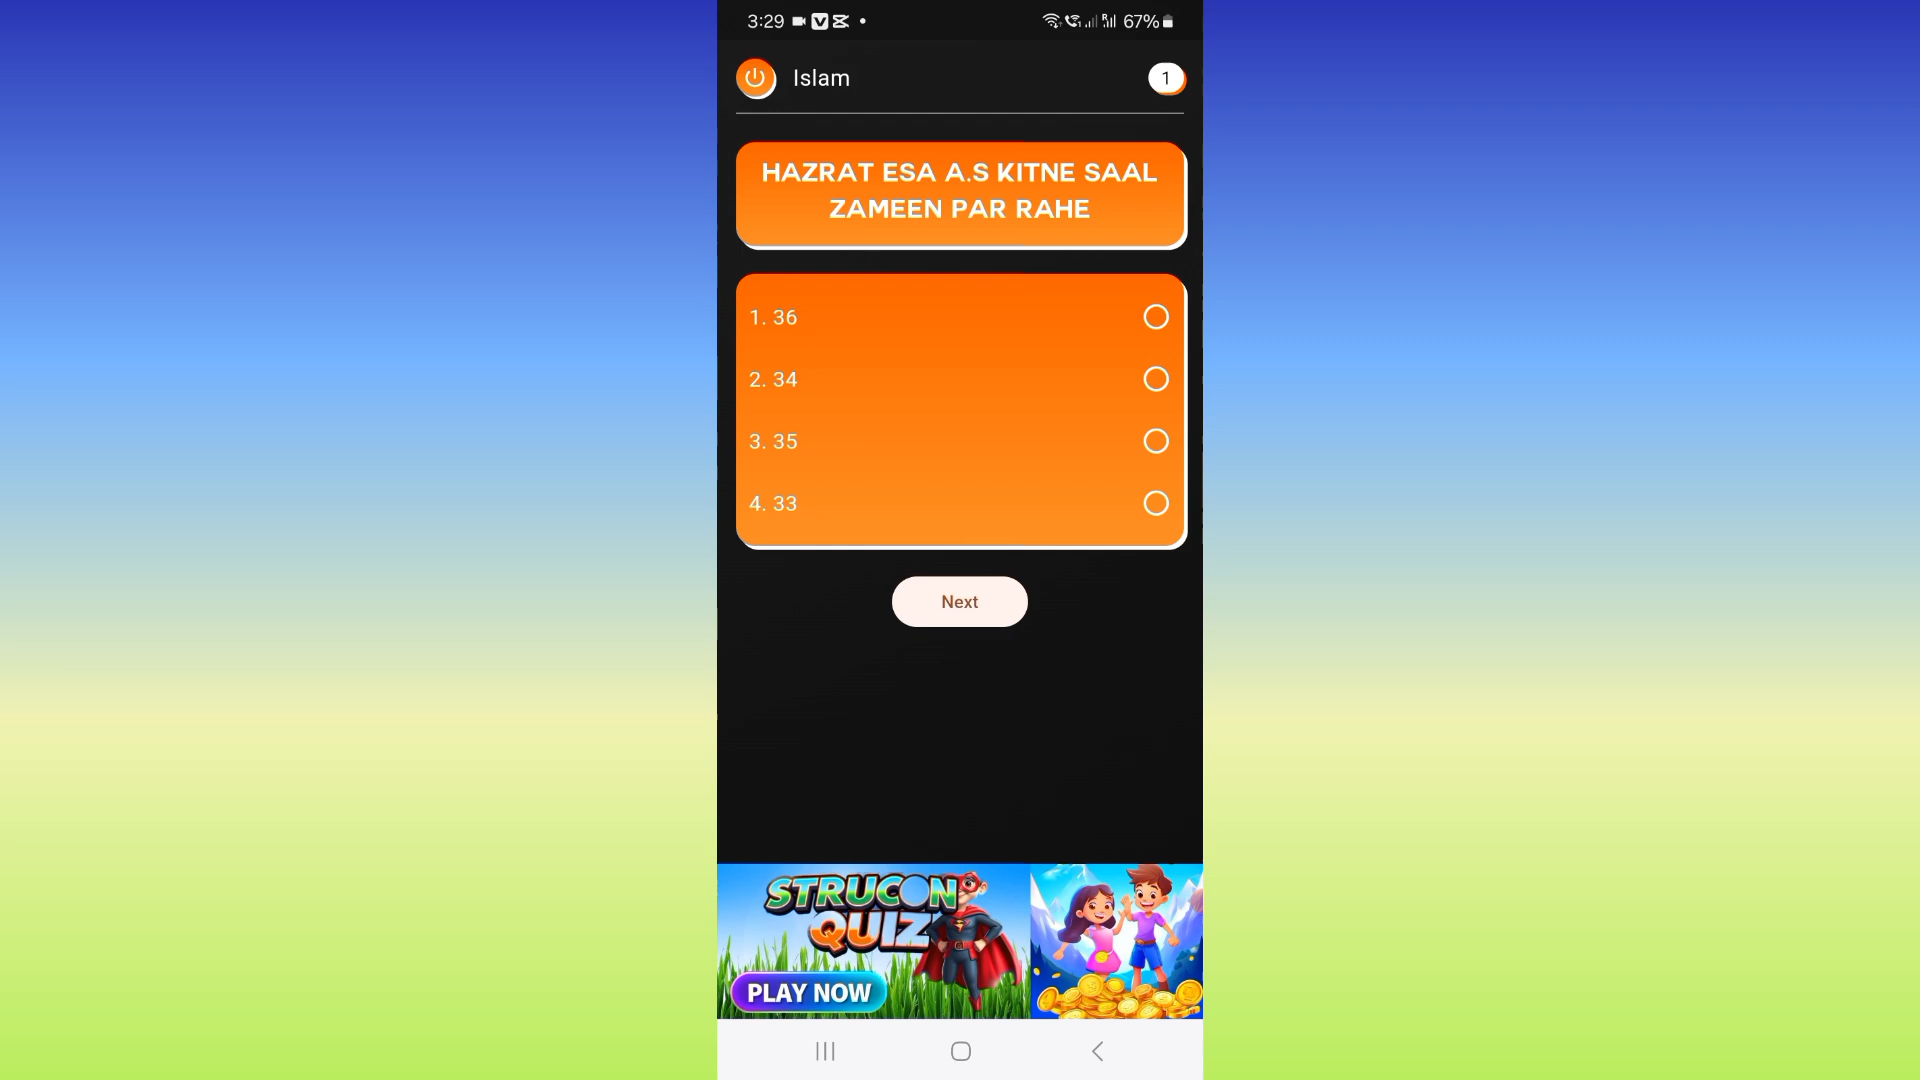 3:29
67%
Islam
1
HAZRAT ESA A.S KITNE SAAL
ZAMEEN PAR RAHE
1. 36
2. 34
3. 35
4. 33
Next
STRUCON
QUIZ
PLAY NOW